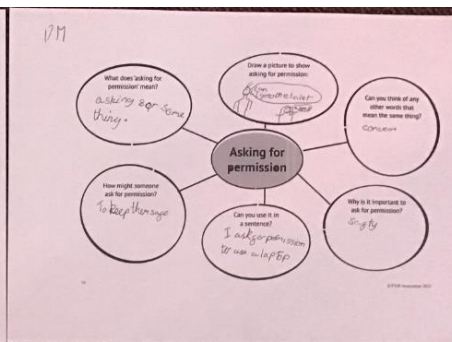 DM
Draw a picture to show
asking for permission:
can
please
What does 'asking for
permission' mean?
asking for some
thing.
Can you think of any
other words that
mean the same thing?
consent
Asking for
permission
How might someone
ask for permission?
To keep them safe
Can you use it in
a sentence?
I ask for permission
to use a laptop
Why is it important to
ask for permission?